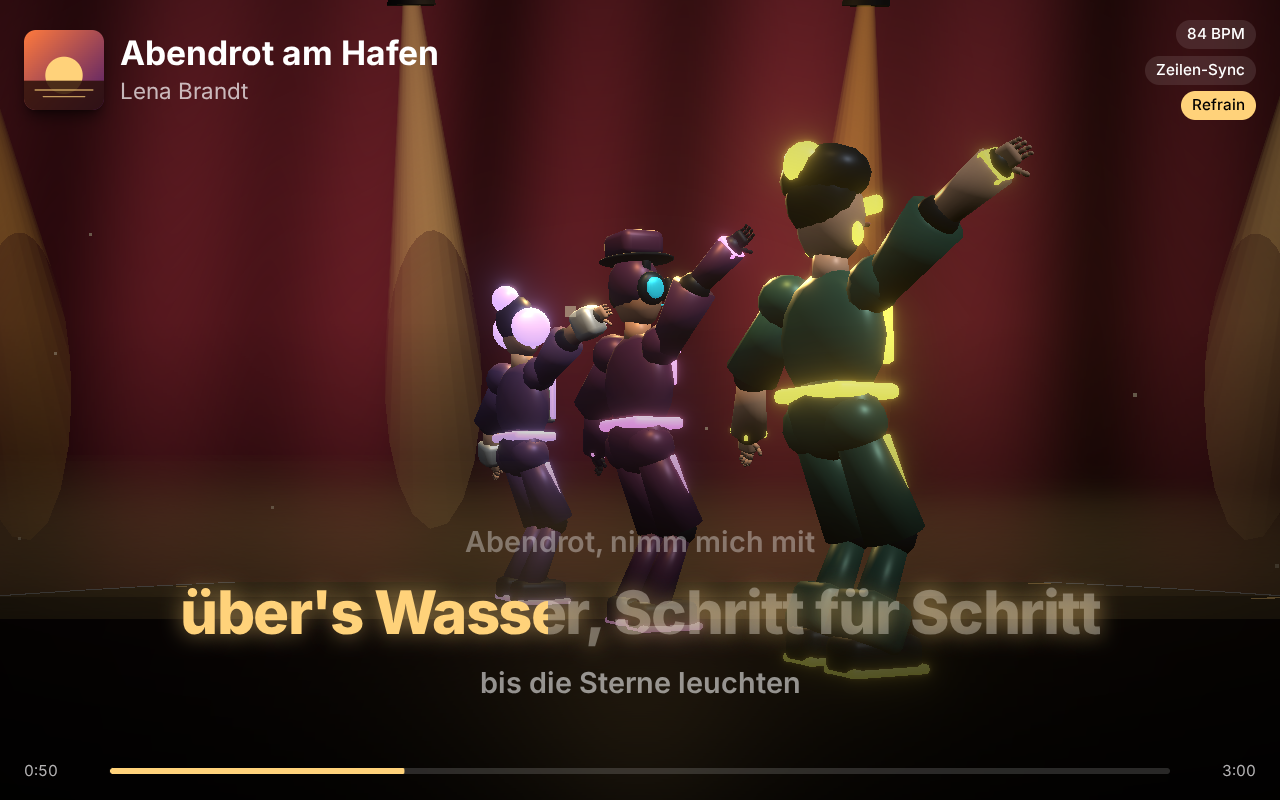 Abendrot am Hafen
Lena Brandt
84 BPM
Zeilen-Sync
Refrain
Abendrot, nimm mich mit
über's Wasser, Schritt für Schritt
bis die Sterne leuchten
0:50
3:00